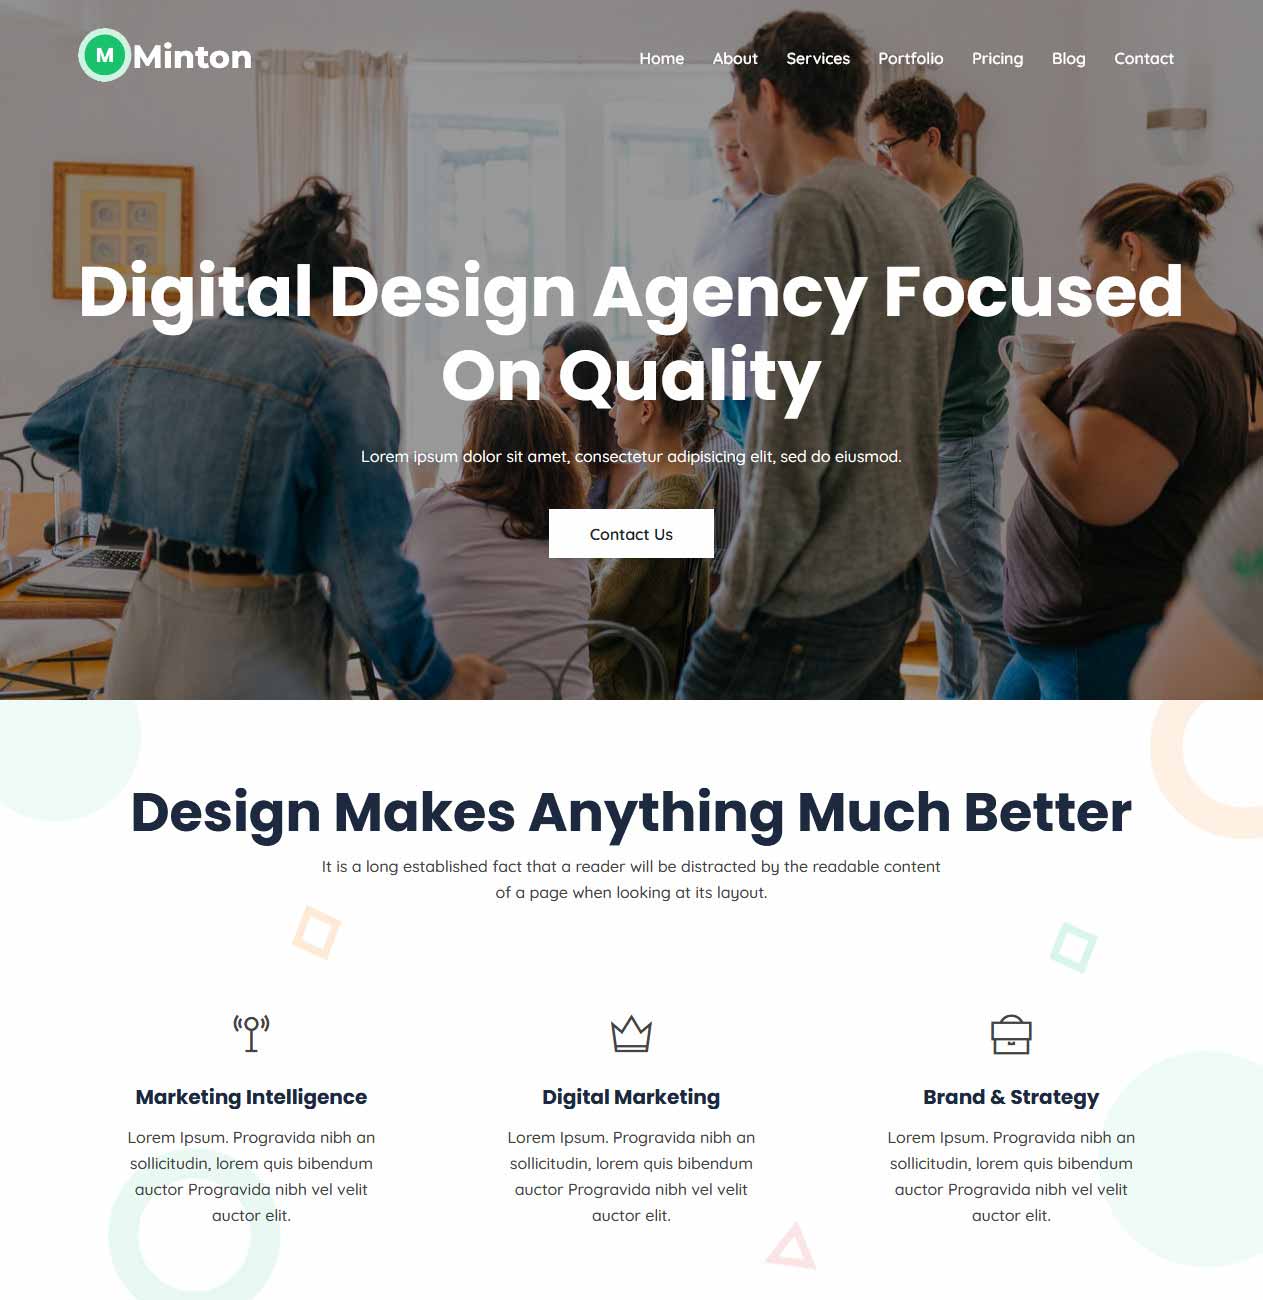 M Minton
Home About Services Portfolio Pricing Blog Contact
Digital Design Agency Focused
On Quality
Lorem ipsum dolor sit amet, consectetur adipisicing elit, sed do eiusmod.
Contact Us
Design Makes Anything Much Better
It is a long established fact that a reader will be distracted by the readable content
of a page when looking at its layout.
Marketing Intelligence
Lorem Ipsum. Progravida nibh an
sollicitudin, lorem quis bibendum
auctor Progravida nibh vel velit
auctor elit.
Digital Marketing
Lorem Ipsum. Progravida nibh an
sollicitudin, lorem quis bibendum
auctor Progravida nibh vel velit
auctor elit.
Brand & Strategy
Lorem Ipsum. Progravida nibh an
sollicitudin, lorem quis bibendum
auctor Progravida nibh vel velit
auctor elit.